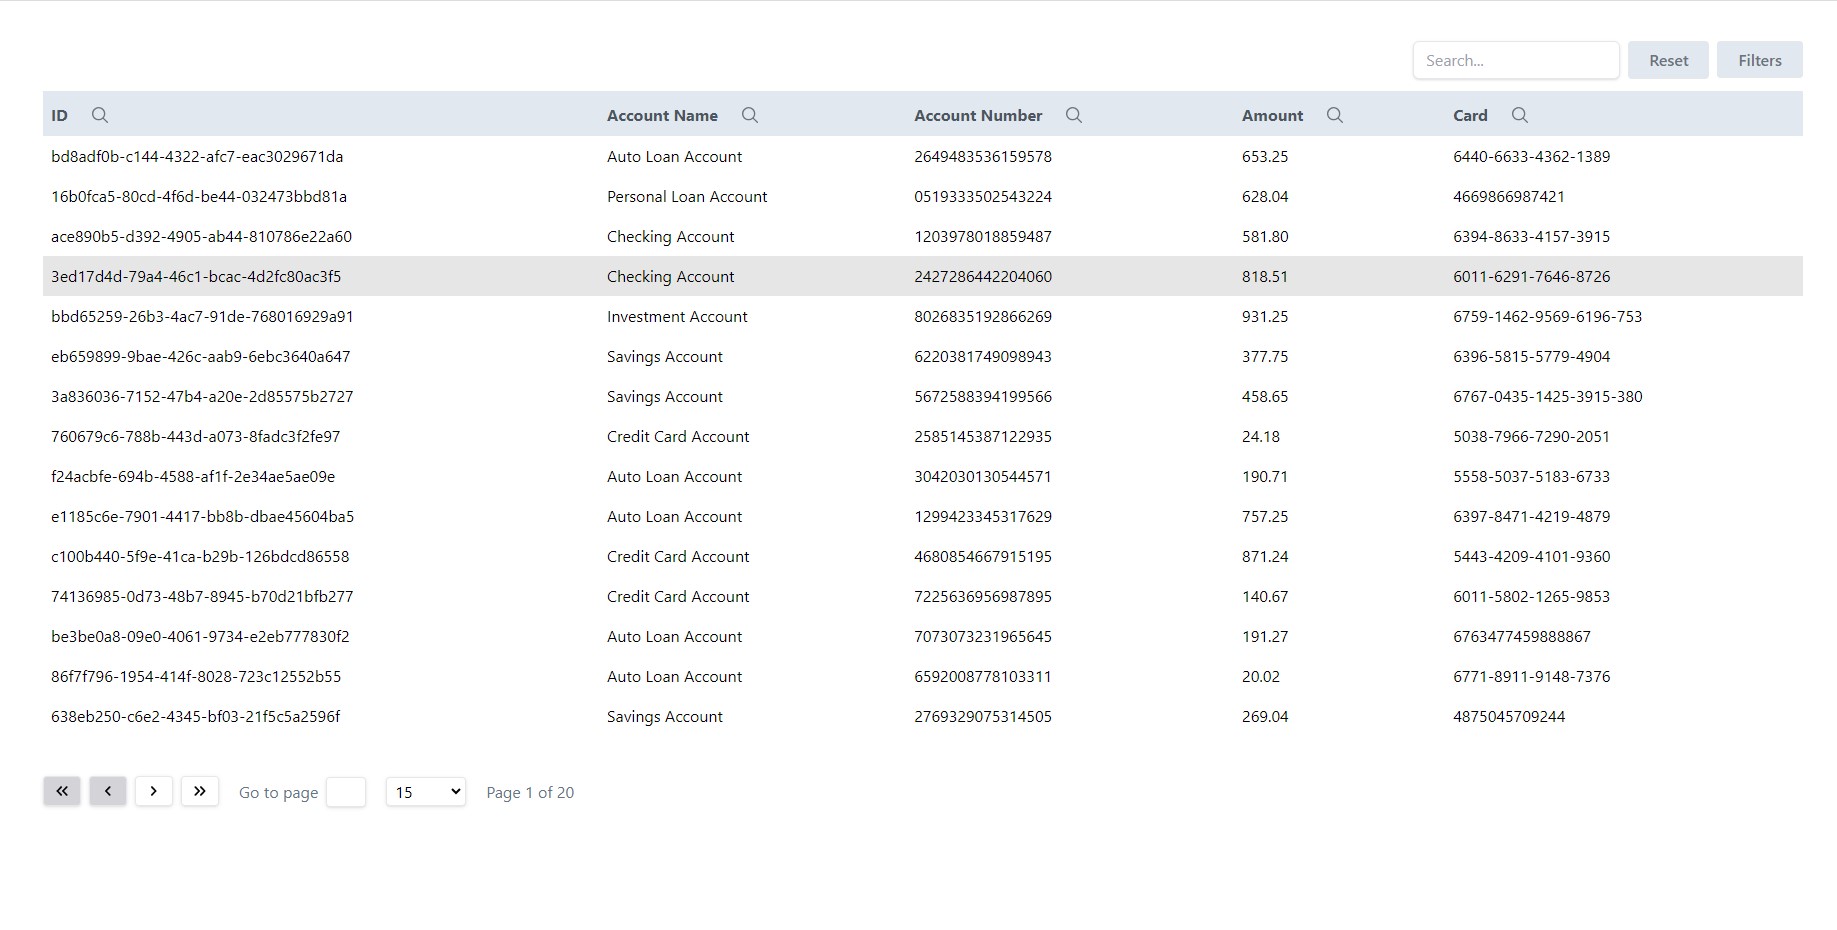 Search... Reset Filters
ID Account Name Account Number Amount Card
bd8adf0b-c144-4322-afc7-eac3029671da Auto Loan Account 2649483536159578 653.25 6440-6633-4362-1389
16b0fca5-80cd-4f6d-be44-032473bbd81a Personal Loan Account 0519333502543224 628.04 4669866987421
ace890b5-d392-4905-ab44-810786e22a60 Checking Account 1203978018859487 581.80 6394-8633-4157-3915
3ed17d4d-79a4-46c1-bcac-4d2fc80ac3f5 Checking Account 2427286442204060 818.51 6011-6291-7646-8726
bbd65259-26b3-4ac7-91de-768016929a91 Investment Account 8026835192866269 931.25 6759-1462-9569-6196-753
eb659899-9bae-426c-aab9-6ebc3640a647 Savings Account 6220381749098943 377.75 6396-5815-5779-4904
3a836036-7152-47b4-a20e-2d85575b2727 Savings Account 5672588394199566 458.65 6767-0435-1425-3915-380
760679c6-788b-443d-a073-8fadc3f2fe97 Credit Card Account 2585145387122935 24.18 5038-7966-7290-2051
f24acbfe-694b-4588-af1f-2e34ae5ae09e Auto Loan Account 3042030130544571 190.71 5558-5037-5183-6733
e1185c6e-7901-4417-bb8b-dbae45604ba5 Auto Loan Account 1299423345317629 757.25 6397-8471-4219-4879
c100b440-5f9e-41ca-b29b-126bdcd86558 Credit Card Account 4680854667915195 871.24 5443-4209-4101-9360
74136985-0d73-48b7-8945-b70d21bfb277 Credit Card Account 7225636956987895 140.67 6011-5802-1265-9853
be3be0a8-09e0-4061-9734-e2eb777830f2 Auto Loan Account 7073073231965645 191.27 6763477459888867
86f7f796-1954-414f-8028-723c12552b55 Auto Loan Account 6592008778103311 20.02 6771-8911-9148-7376
638eb250-c6e2-4345-bf03-21f5c5a2596f Savings Account 2769329075314505 269.04 4875045709244
« ‹ › » Go to page 15 Page 1 of 20